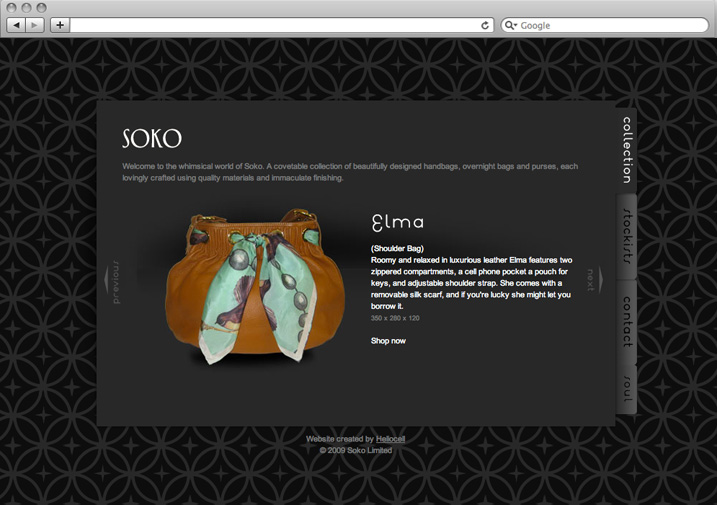 Google
SOKO
Welcome to the whimsical world of Soko. A covetable collection of beautifully designed handbags, overnight bags and purses, each
lovingly crafted using quality materials and immaculate finishing.
collection
stockists
contact
soul
previous
Elma
(Shoulder Bag)
Roomy and relaxed in luxurious leather Elma features two
zippered compartments, a cell phone pocket a pouch for
keys, and adjustable shoulder strap. She comes with a
removable silk scarf, and if you're lucky she might let you
borrow it.
350 x 280 x 120
Shop now
next
Website created by Hellocell
© 2009 Soko Limited